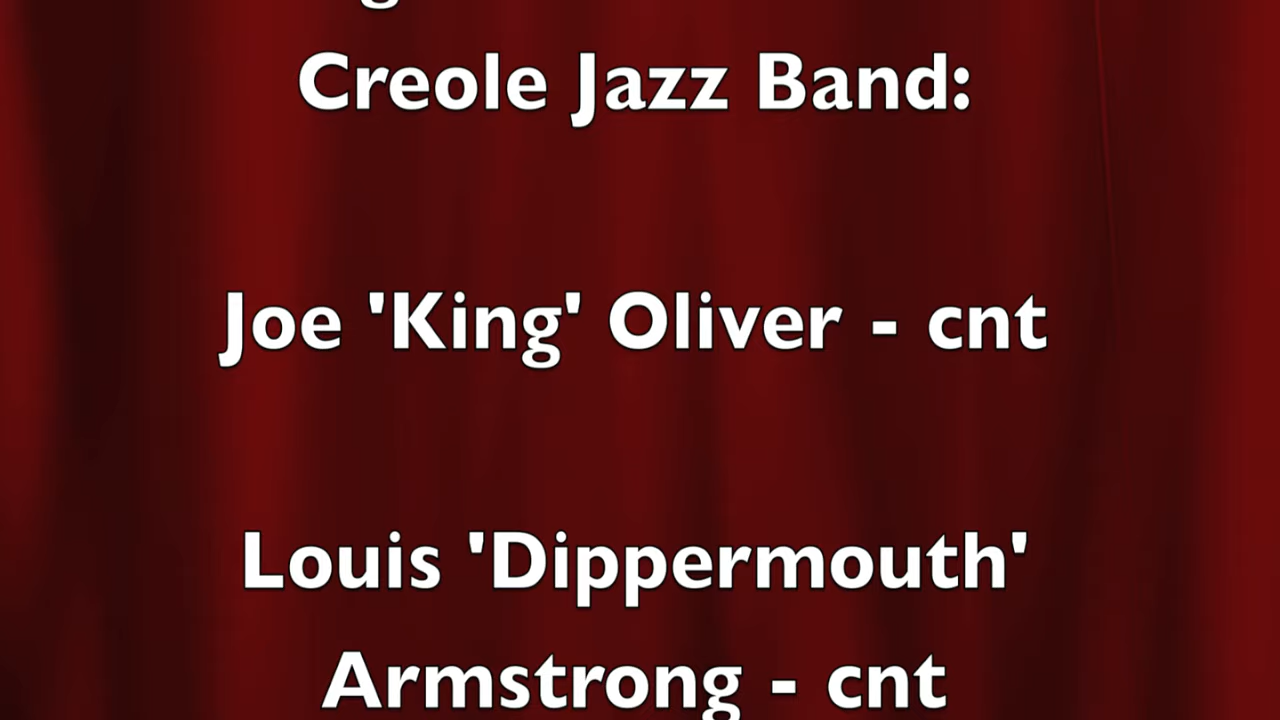 Creole Jazz Band:
Joe 'King' Oliver - cnt
Louis 'Dippermouth'
Armstrong - cnt